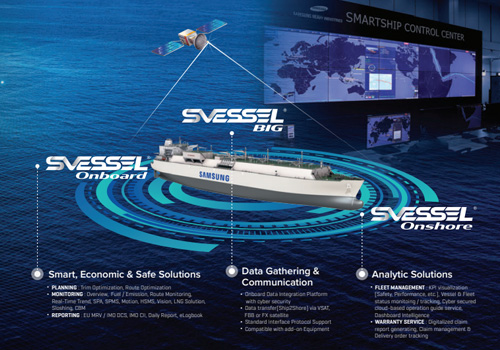 SAMSUNG HEAVY INDUSTRIES
SMARTSHIP CONTROL CENTER
SVESSEL®
BIG
SVESSEL®
Onboard
SAMSUNG
SVESSEL®
Onshore
Smart, Economic & Safe Solutions
• PLANNING : Trim Optimization, Route Optimization
• MONITORING : Overview, Fuel / Emission, Route Monitoring,
Real-Time Trend, SFA, SPMS, Motion, HSMS, Vision, LNG Solution,
Sloshing, CBM
• REPORTING : EU MRV / IMO DCS, IMO CII, Daily Report, eLogbook
Data Gathering &
Communication
• Onboard Data Integration Platform
with cyber security
• Data transfer(Ship2Shore) via VSAT,
FBB or FX satellite
• Standard Interface Protocol Support
• Compatible with add-on Equipment
Analytic Solutions
• FLEET MANAGEMENT : KPI visualization
(Safety, Performance, etc.), Vessel & Fleet
status monitoring / tracking, Cyber secured
cloud-based operation guide service,
Dashboard Intelligence
• WARRANTY SERVICE : Digitalized claim
report generating, Claim management &
Delivery order tracking